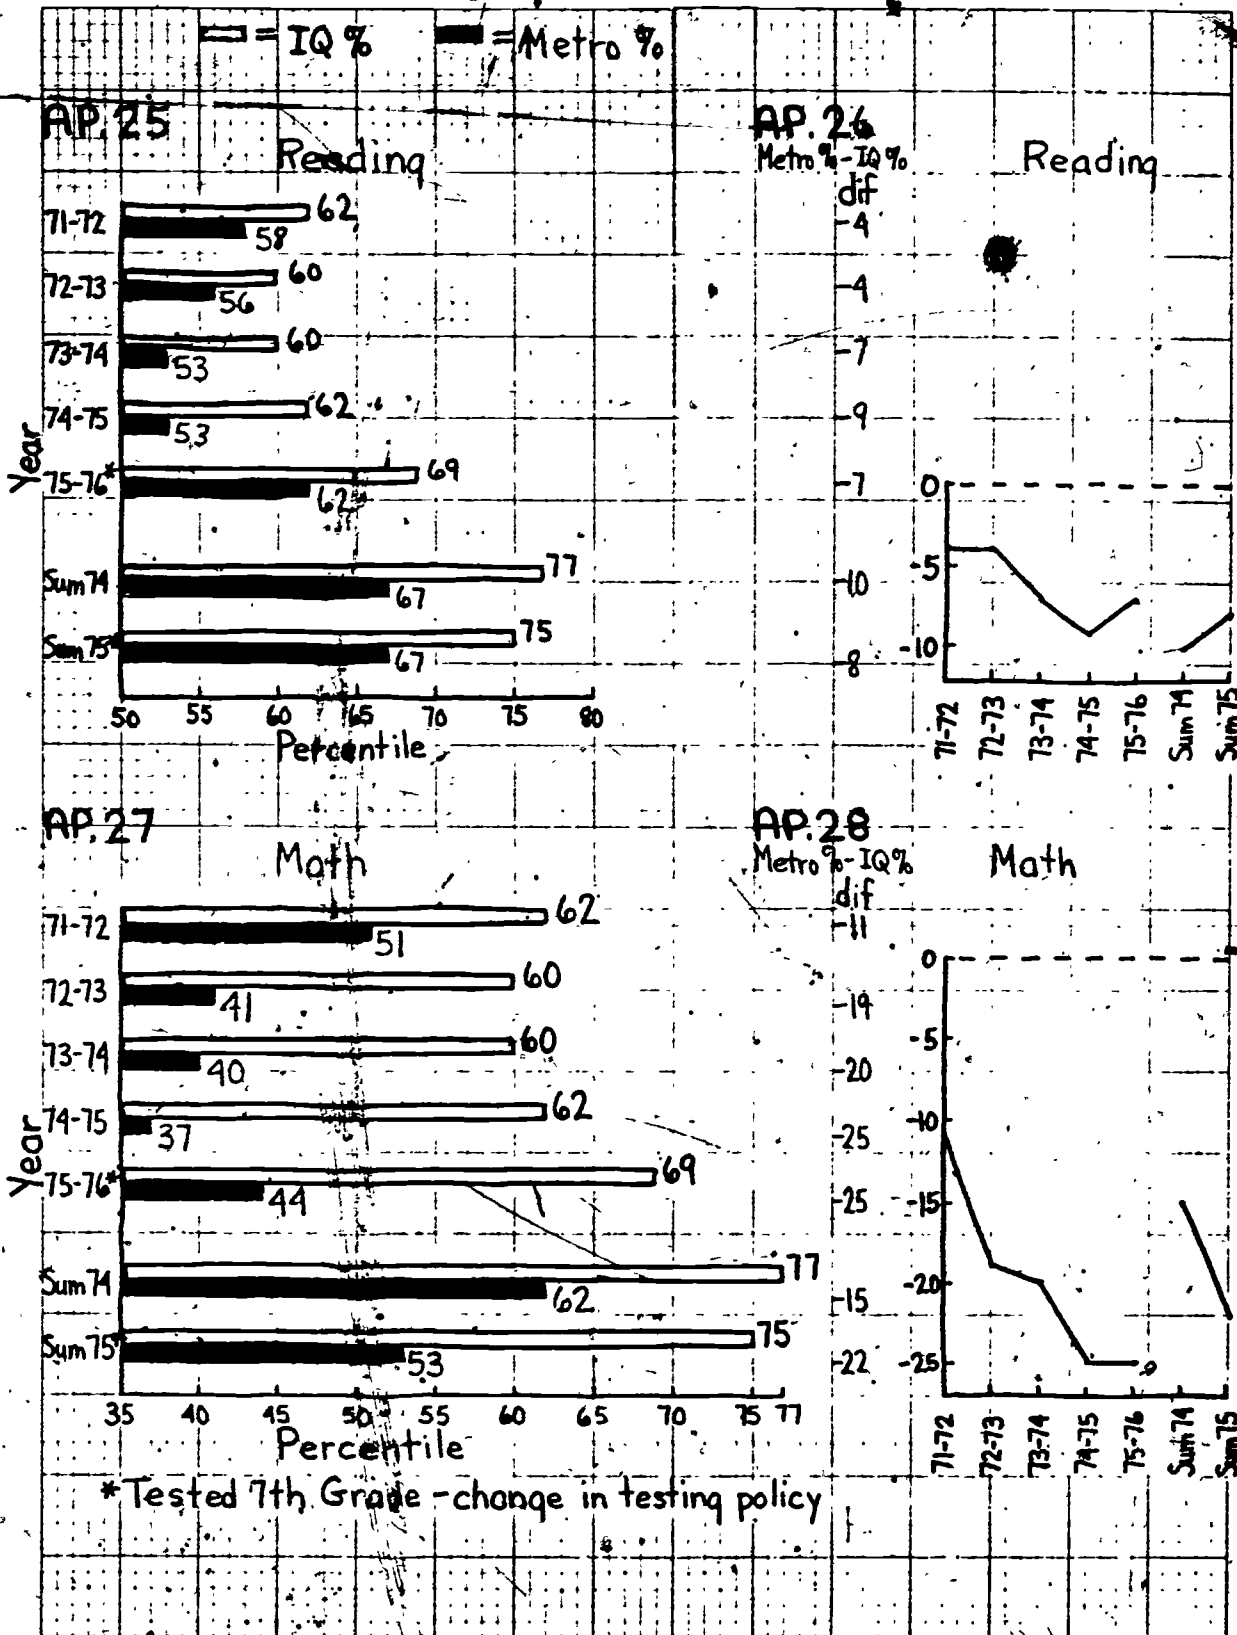 = IQ % = Metro %
AP. 25
Reading
71-72 62
58
72-73 60
56
73-74 60
53
74-75 62
53
Year
75-76* 69
62
Sum 74 77
67
Sum 75* 75
67
50 55 60 65 70 75 80
Percentile
AP. 26
Metro % - IQ % Reading
dif
-4
-4
-7
-9
-7
-10
-8
0
-5
-10
71-72 72-73 73-74 74-75 75-76 Sum 74 Sum 75
AP. 27
Math
71-72 62
51
72-73 60
41
73-74 60
40
74-75 62
37
Year
75-76* 69
44
Sum 74 77
62
Sum 75* 75
53
35 40 45 50 55 60 65 70 75 77
Percentile
AP. 28
Metro % - IQ % Math
dif
-11
-19
-20
-25
-25
-15
-22
0
-5
-10
-15
-20
-25
71-72 72-73 73-74 74-75 75-76 Sum 74 Sum 75
*Tested 7th Grade - change in testing policy